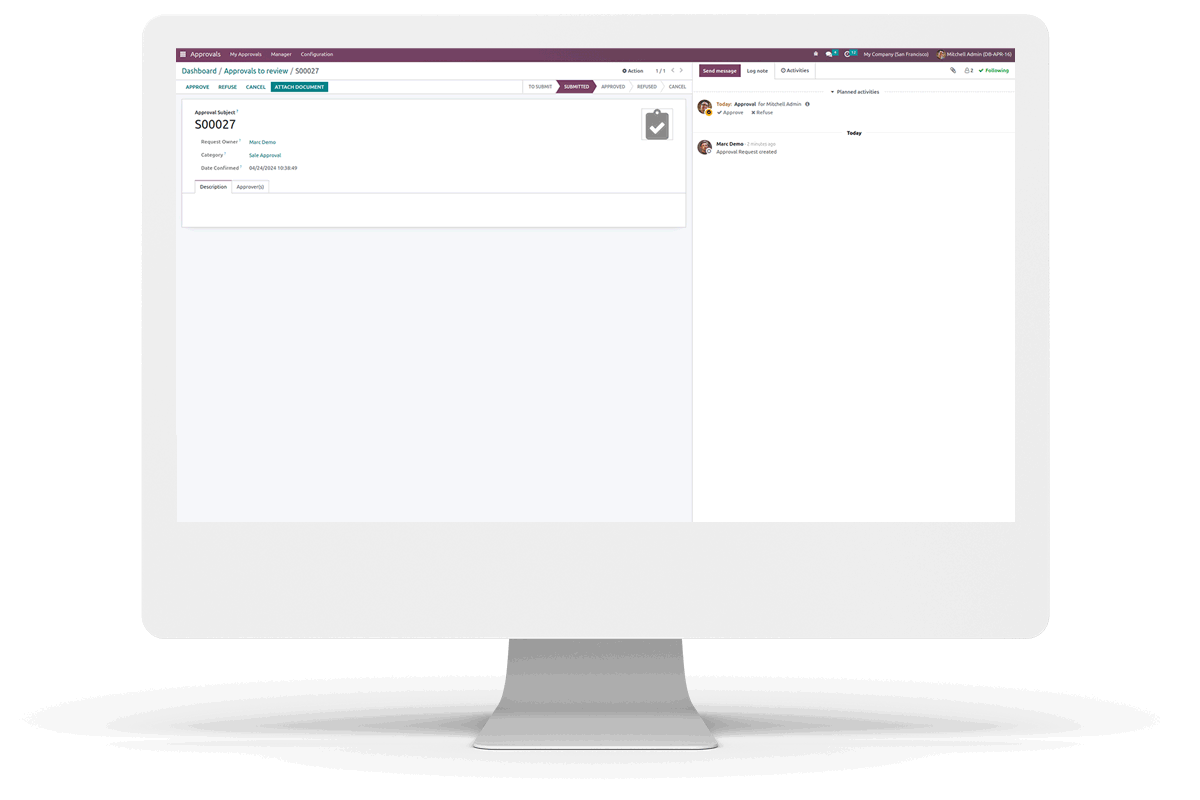 Approvals My Approvals Manager Configuration
4 12 My Company (San Francisco) Mitchell Admin (DB-APR-16)
Dashboard / Approvals to review / S00027
Action 1 / 1
APPROVE REFUSE CANCEL ATTACH DOCUMENT
TO SUBMIT SUBMITTED APPROVED REFUSED CANCEL
Approval Subject ?
S00027
Request Owner ? Marc Demo
Category ? Sale Approval
Date Confirmed ? 04/24/2024 10:38:49
Description Approver(s)
Send message Log note Activities 2 Following
Planned activities
Today: Approval for Mitchell Admin
Approve Refuse
Today
Marc Demo - 2 minutes ago
Approval Request created